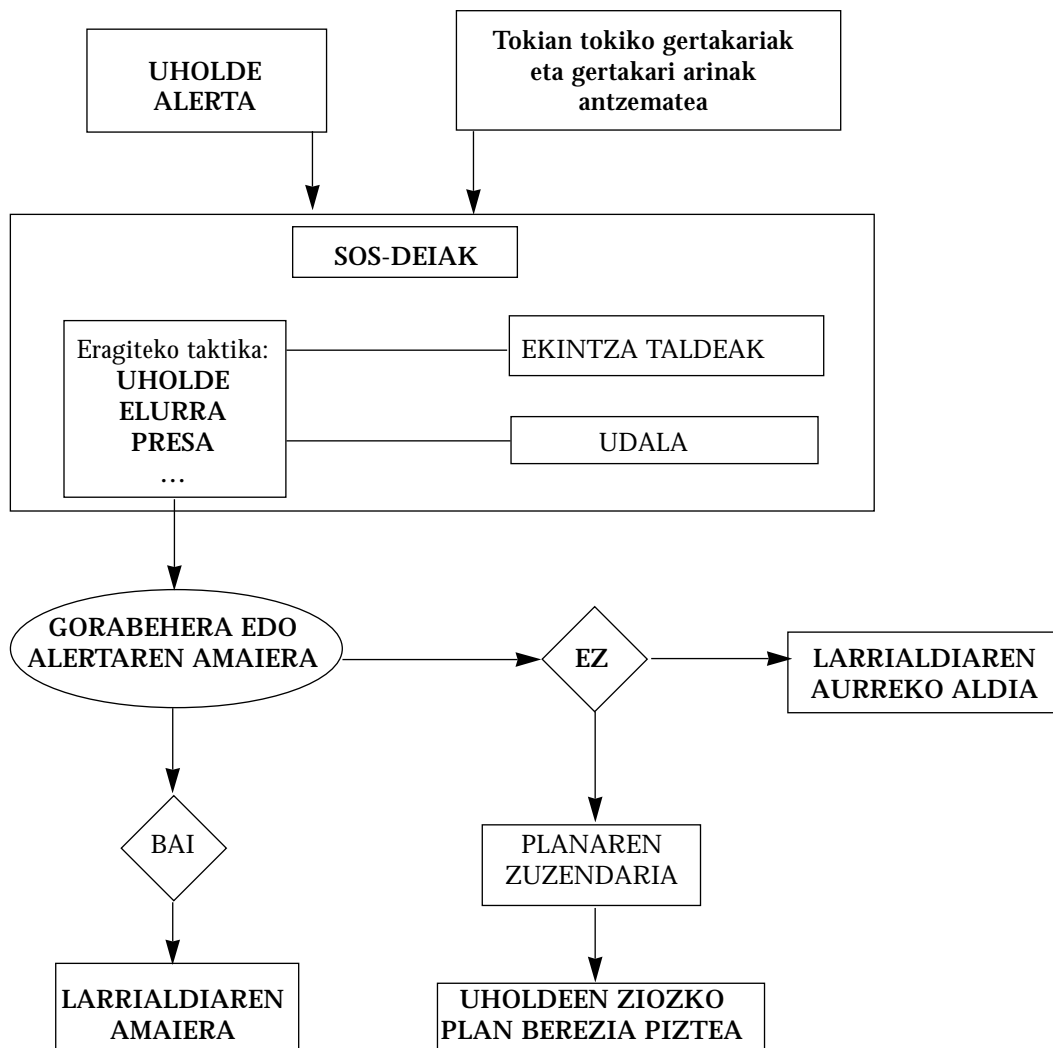 UHOLDE
ALERTA
Tokian tokiko gertakariak
eta gertakari arinak
antzematea
SOS-DEIAK
Eragiteko taktika:
UHOLDE
ELURRA
PRESA
...
EKINTZA TALDEAK
UDALA
GORABEHERA EDO
ALERTAREN AMAIERA
EZ
LARRIALDIAREN
AURREKO ALDIA
BAI
PLANAREN
ZUZENDARIA
LARRIALDIAREN
AMAIERA
UHOLDEEN ZIOZKO
PLAN BEREZIA PIZTEA